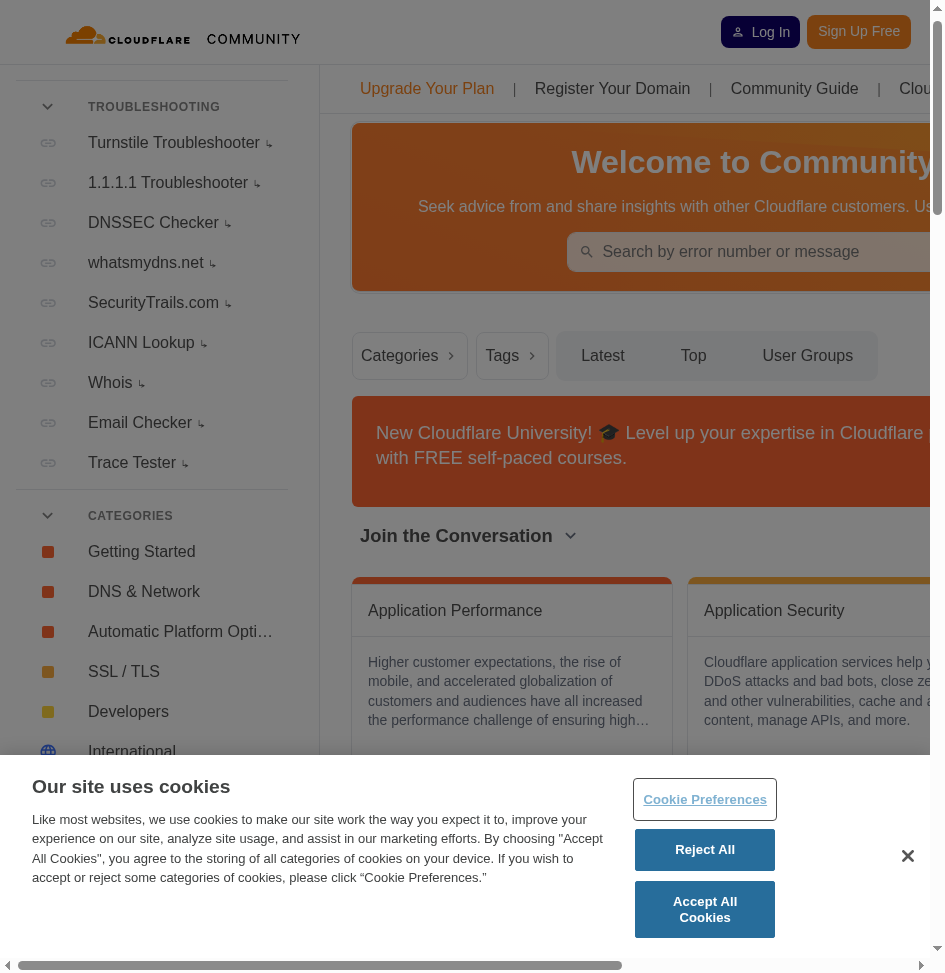 CLOUDFLARE COMMUNITY
Log In
Sign Up Free
TROUBLESHOOTING
Turnstile Troubleshooter ↳
1.1.1.1 Troubleshooter ↳
DNSSEC Checker ↳
whatsmydns.net ↳
SecurityTrails.com ↳
ICANN Lookup ↳
Whois ↳
Email Checker ↳
Trace Tester ↳
CATEGORIES
Getting Started
DNS & Network
Automatic Platform Opti…
SSL / TLS
Developers
International
Upgrade Your Plan | Register Your Domain | Community Guide | Clou
Welcome to Community
Seek advice from and share insights with other Cloudflare customers. Us
Search by error number or message
Categories
Tags
Latest
Top
User Groups
New Cloudflare University! 🎓 Level up your expertise in Cloudflare
with FREE self-paced courses.
Join the Conversation
Application Performance
Higher customer expectations, the rise of
mobile, and accelerated globalization of
customers and audiences have all increased
the performance challenge of ensuring high…
Application Security
Cloudflare application services help y
DDoS attacks and bad bots, close ze
and other vulnerabilities, cache and a
content, manage APIs, and more.
Our site uses cookies
Like most websites, we use cookies to make our site work the way you expect it to, improve your
experience on our site, analyze site usage, and assist in our marketing efforts. By choosing "Accept
All Cookies", you agree to the storing of all categories of cookies on your device. If you wish to
accept or reject some categories of cookies, please click “Cookie Preferences.”
Cookie Preferences
Reject All
Accept All
Cookies